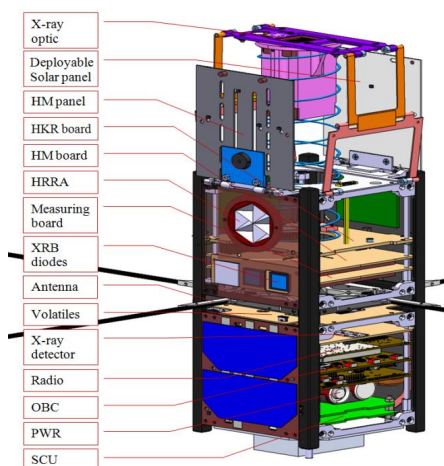 X-ray
optic
Deployable
Solar panel
HM panel
HKR board
HM board
HRRA
Measuring
board
XRB
diodes
Antenna
Volatiles
X-ray
detector
Radio
OBC
PWR
SCU